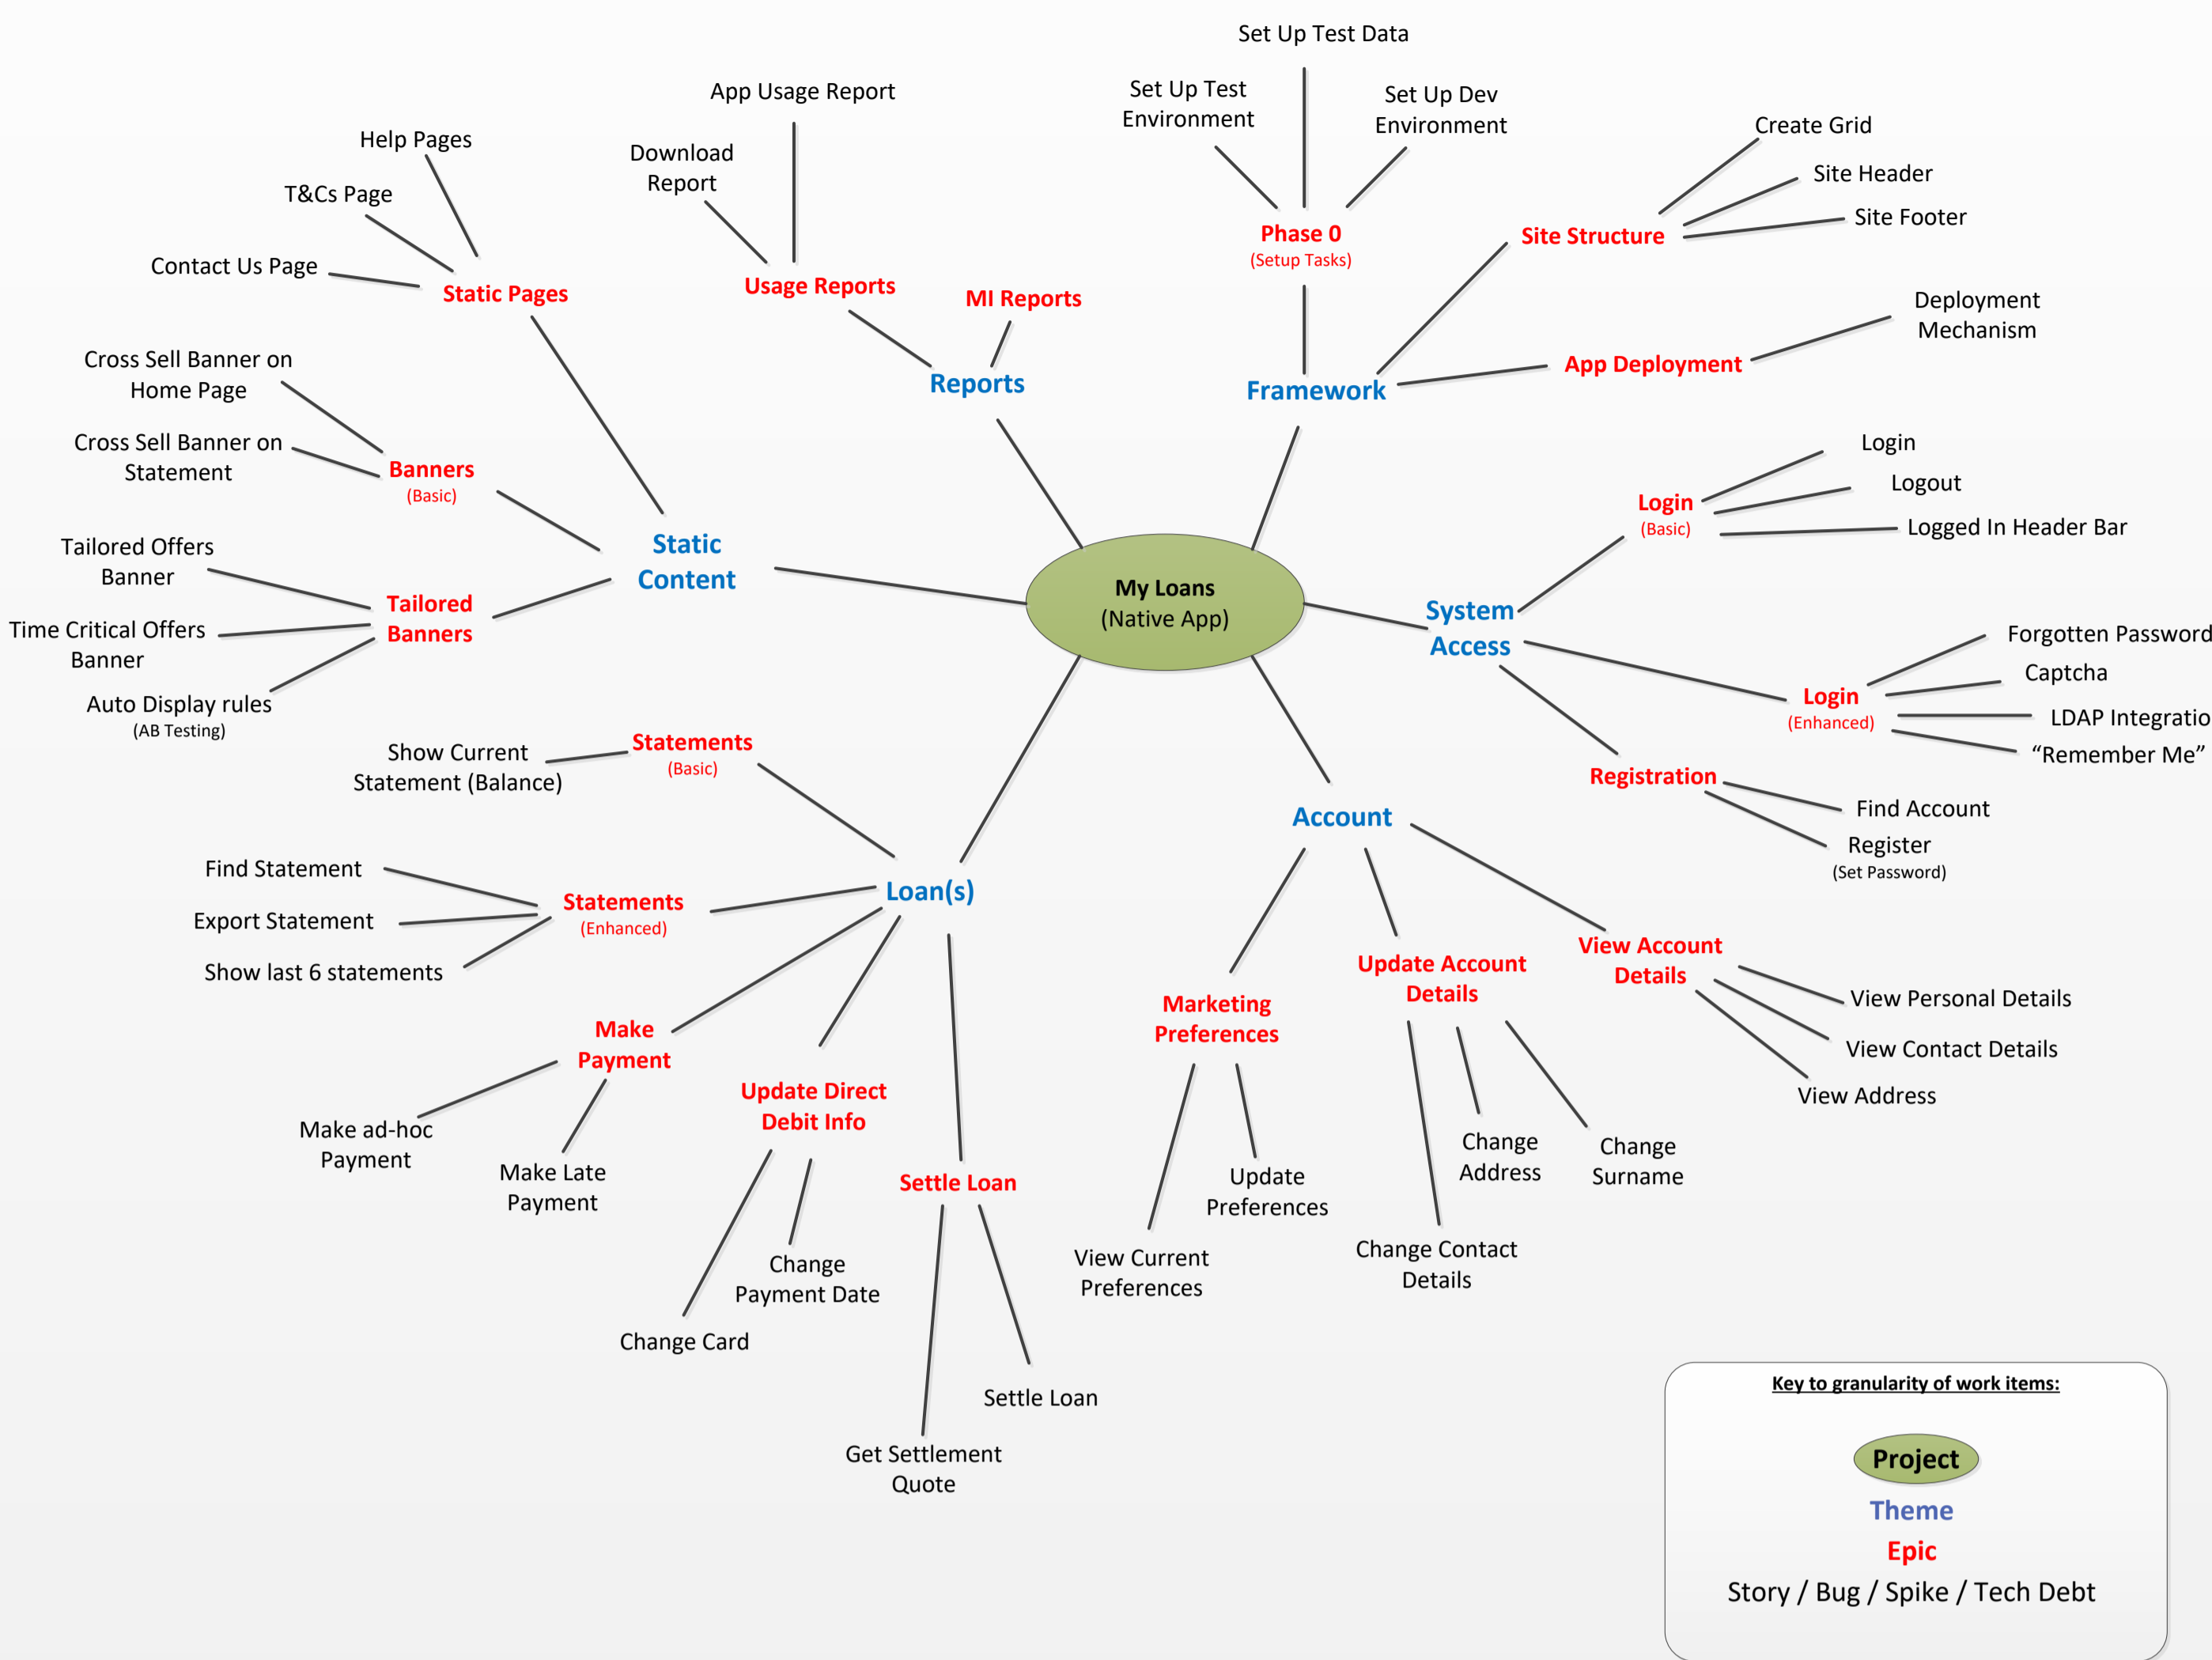 Set Up Test Data
App Usage Report
Set Up Test
Environment
Set Up Dev
Environment
Create Grid
Help Pages
Download
Report
Site Header
T&Cs Page
Site Footer
Phase 0
(Setup Tasks)
Site Structure
Contact Us Page
Static Pages
Usage Reports
MI Reports
Deployment
Mechanism
Cross Sell Banner on
Home Page
App Deployment
Reports
Framework
Cross Sell Banner on
Statement
Banners
(Basic)
Login
Logout
Login
(Basic)
Logged In Header Bar
Tailored Offers
Banner
Static
Content
My Loans
(Native App)
Tailored
Banners
System
Access
Time Critical Offers
Banner
Forgotten Password
Captcha
Auto Display rules
(AB Testing)
Login
(Enhanced)
LDAP Integratio
“Remember Me”
Show Current
Statement (Balance)
Statements
(Basic)
Registration
Find Account
Account
Register
(Set Password)
Find Statement
Loan(s)
Export Statement
Statements
(Enhanced)
Show last 6 statements
View Account
Details
Update Account
Details
View Personal Details
Marketing
Preferences
Make
Payment
View Contact Details
Update Direct
Debit Info
View Address
Make ad-hoc
Payment
Make Late
Payment
Settle Loan
Change
Address
Change
Surname
Update
Preferences
View Current
Preferences
Change Contact
Details
Change
Payment Date
Change Card
Settle Loan
Get Settlement
Quote
Key to granularity of work items:
Project
Theme
Epic
Story / Bug / Spike / Tech Debt